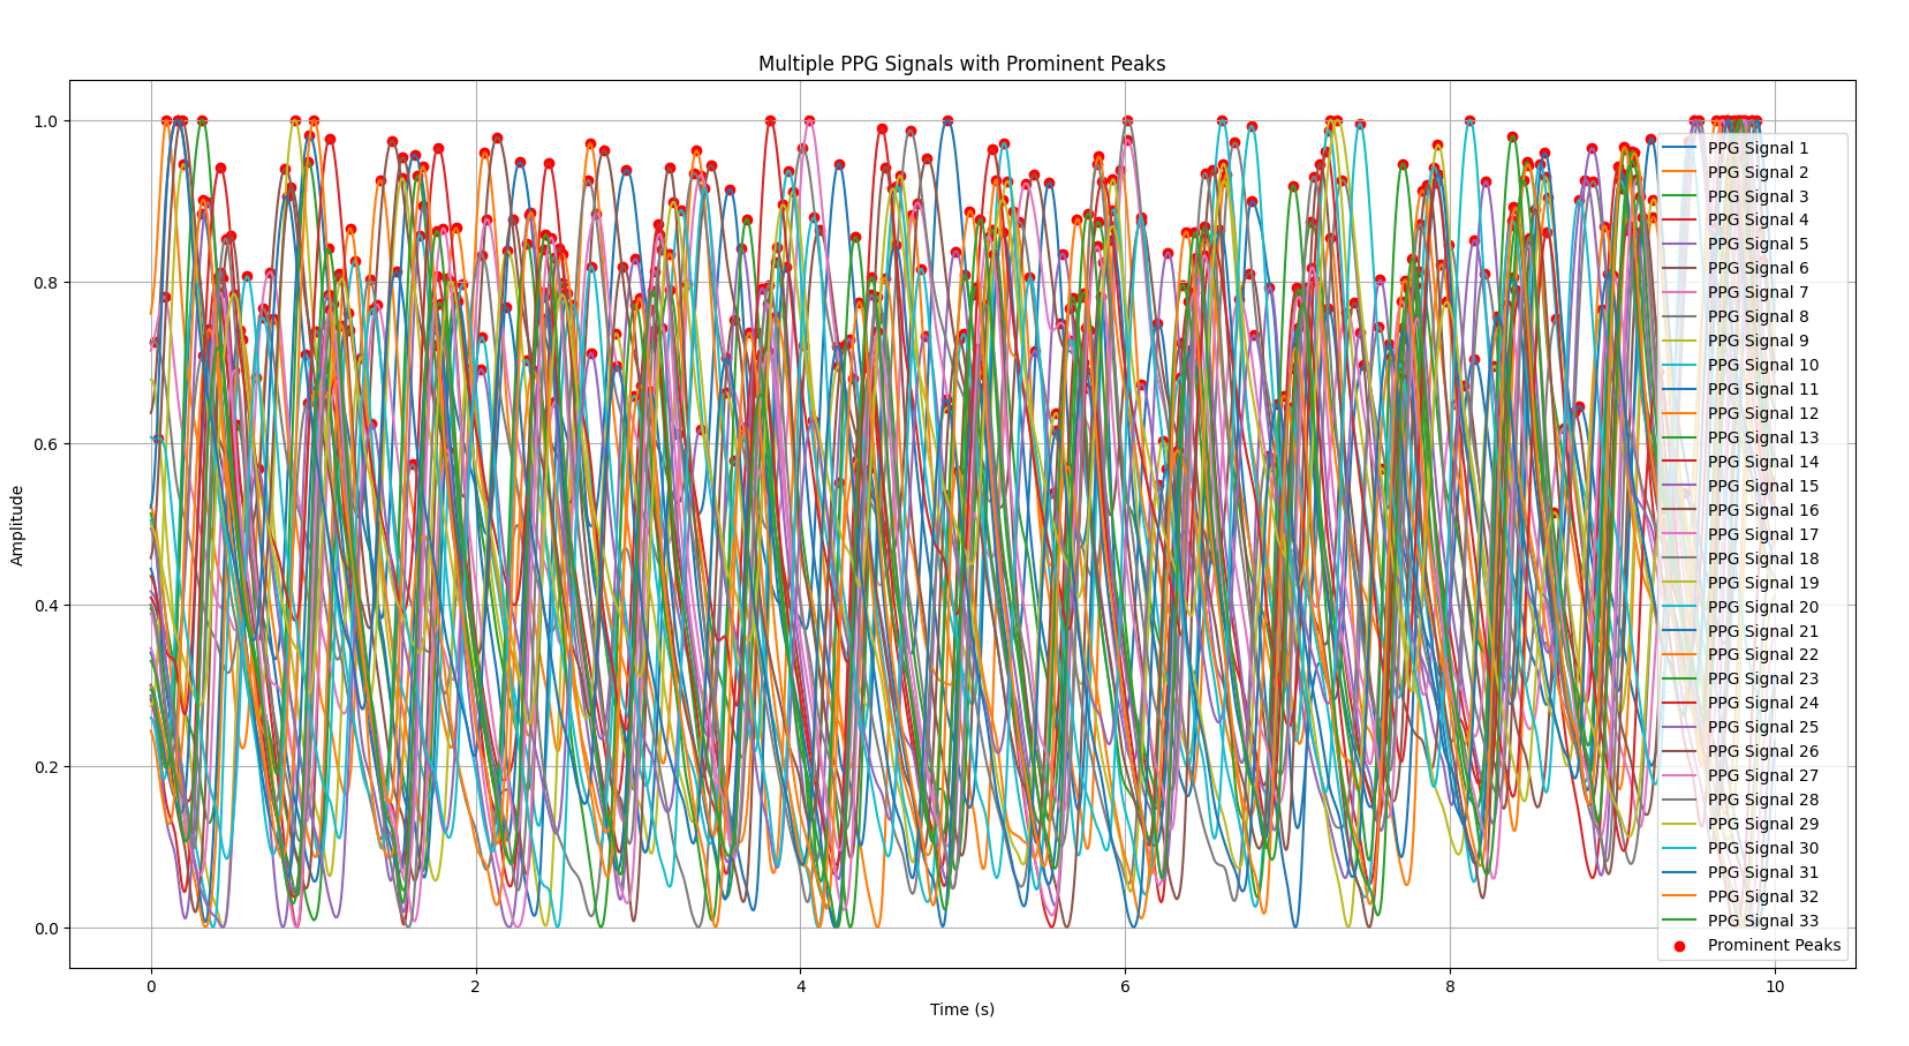 Multiple PPG Signals with Prominent Peaks
Amplitude
1.0
0.8
0.6
0.4
0.2
0.0
0
2
4
6
8
10
Time (s)
PPG Signal 1
PPG Signal 2
PPG Signal 3
PPG Signal 4
PPG Signal 5
PPG Signal 6
PPG Signal 7
PPG Signal 8
PPG Signal 9
PPG Signal 10
PPG Signal 11
PPG Signal 12
PPG Signal 13
PPG Signal 14
PPG Signal 15
PPG Signal 16
PPG Signal 17
PPG Signal 18
PPG Signal 19
PPG Signal 20
PPG Signal 21
PPG Signal 22
PPG Signal 23
PPG Signal 24
PPG Signal 25
PPG Signal 26
PPG Signal 27
PPG Signal 28
PPG Signal 29
PPG Signal 30
PPG Signal 31
PPG Signal 32
PPG Signal 33
Prominent Peaks